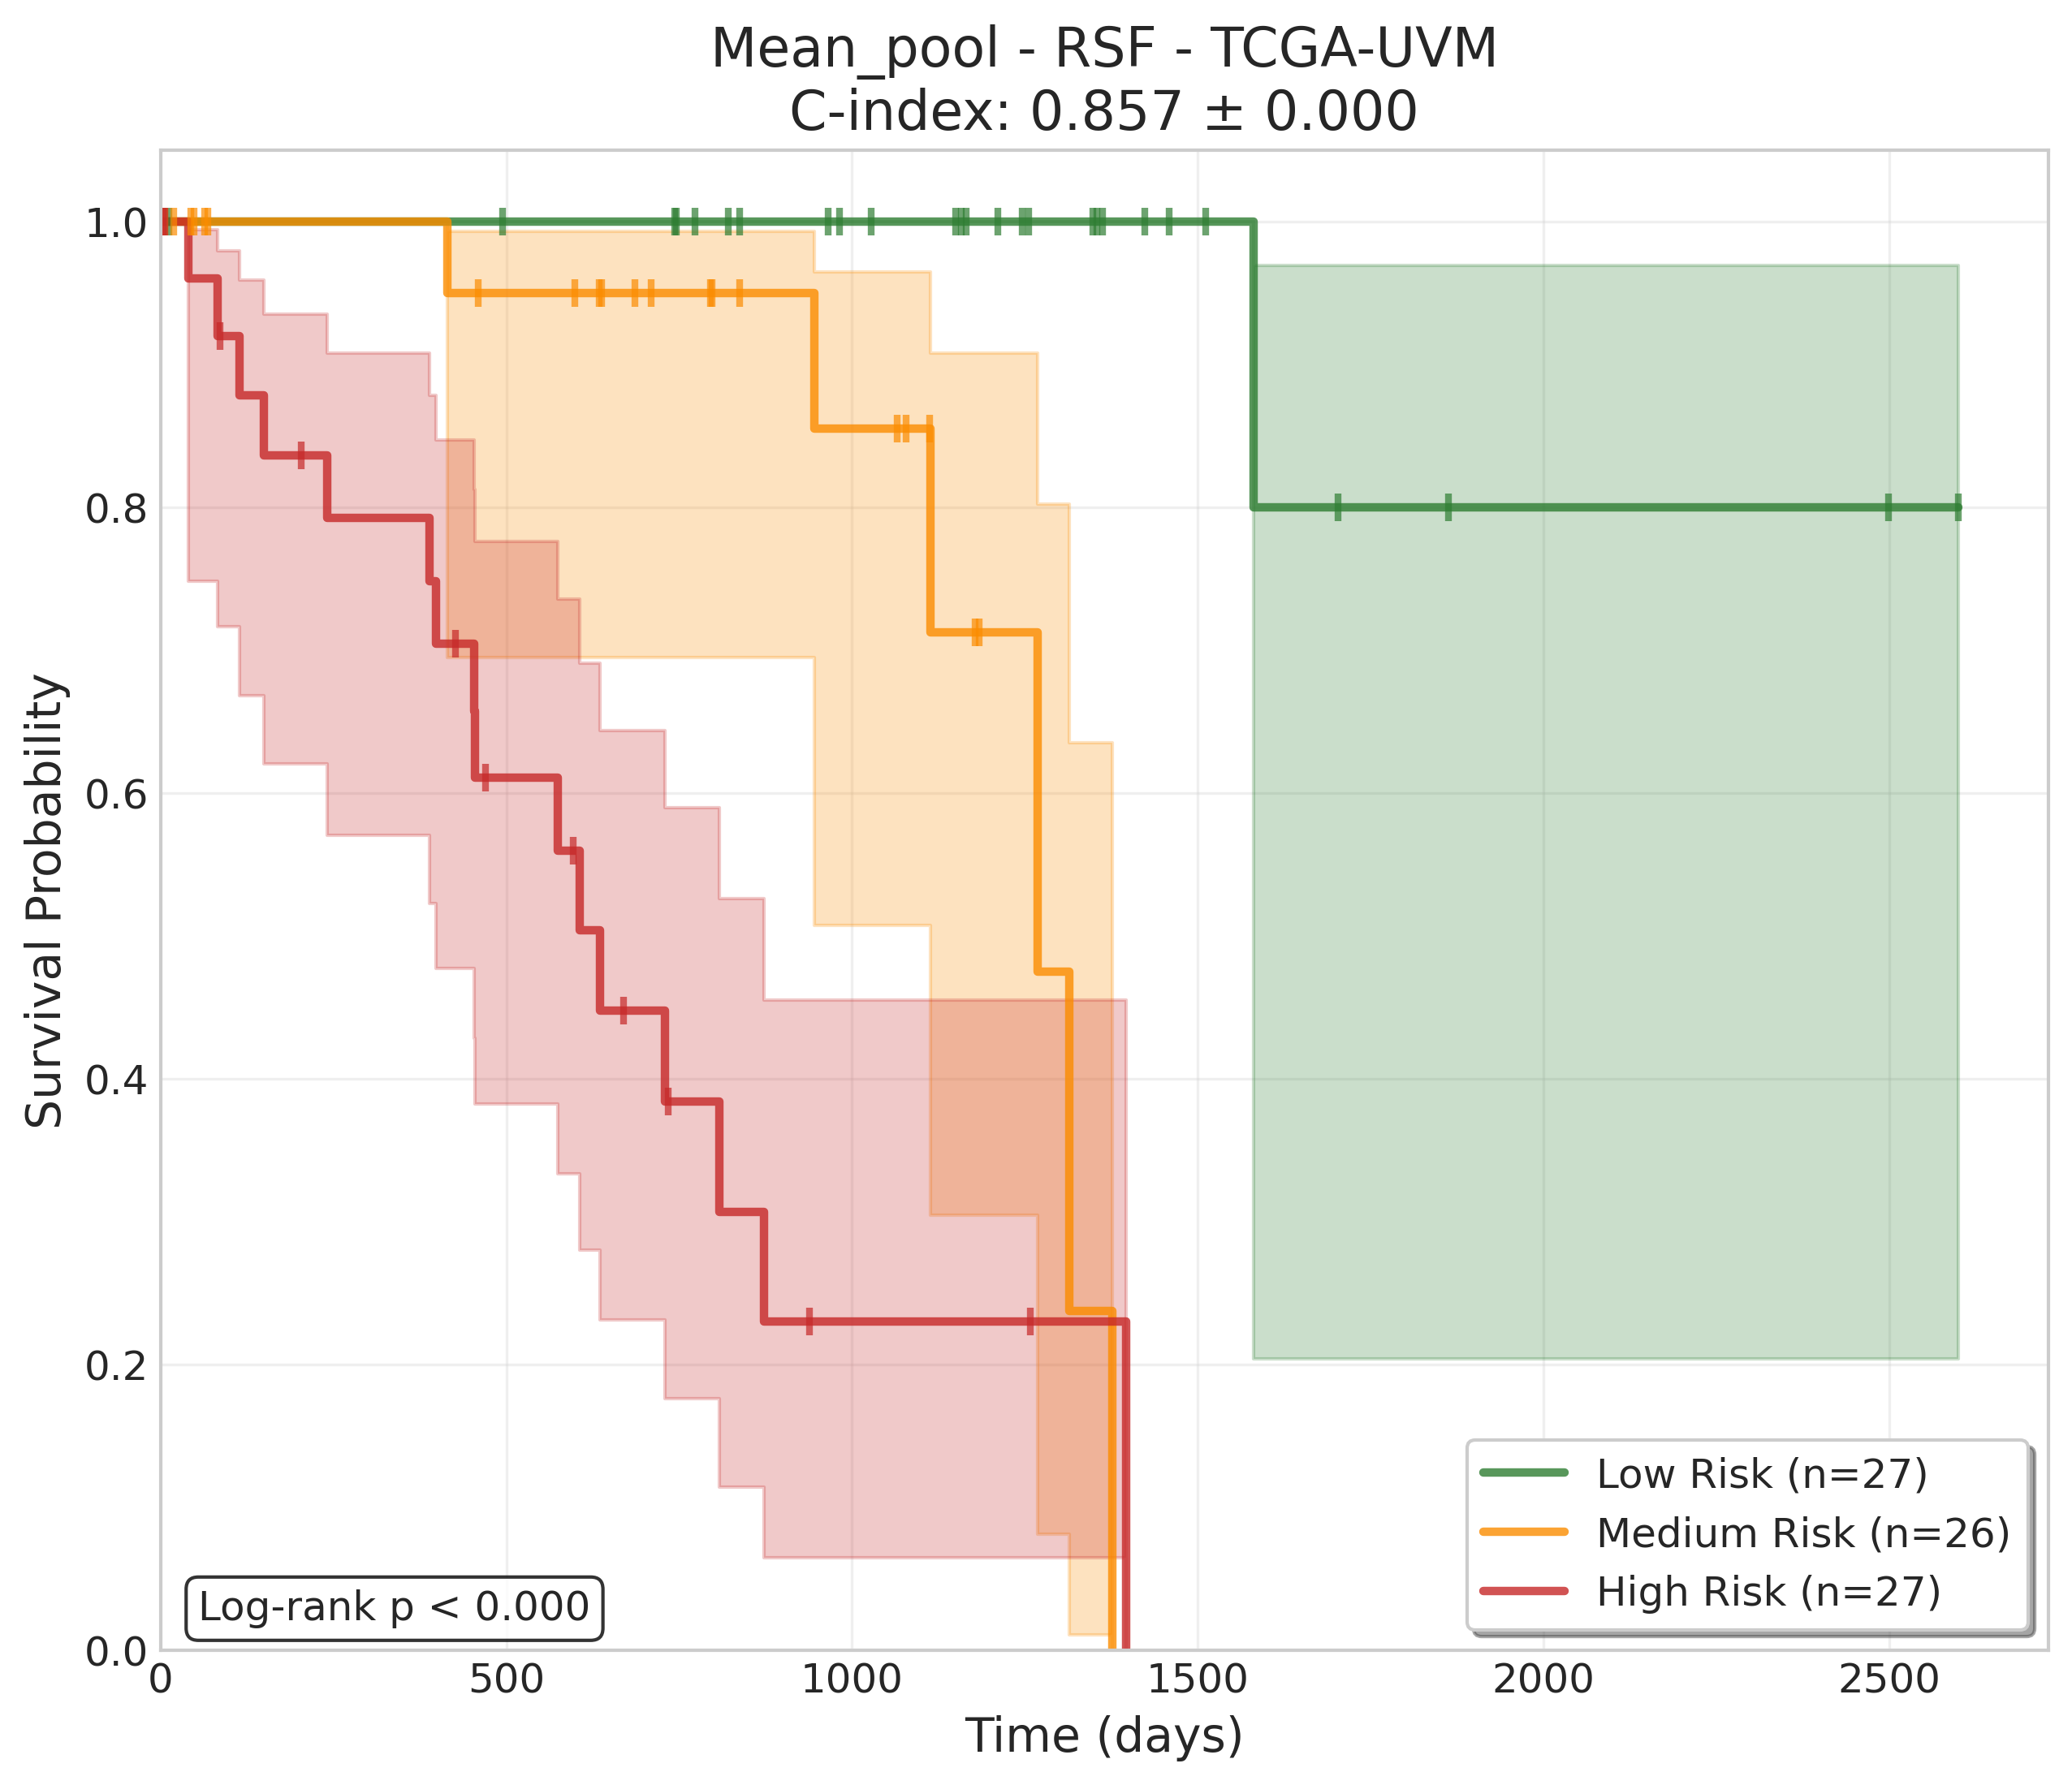 Mean_pool - RSF - TCGA-UVM
C-index: 0.857 ± 0.000
Survival Probability
1.0
0.8
0.6
0.4
0.2
0.0
Low Risk (n=27)
Medium Risk (n=26)
High Risk (n=27)
Log-rank p < 0.000
0
500
1000
1500
2000
2500
Time (days)